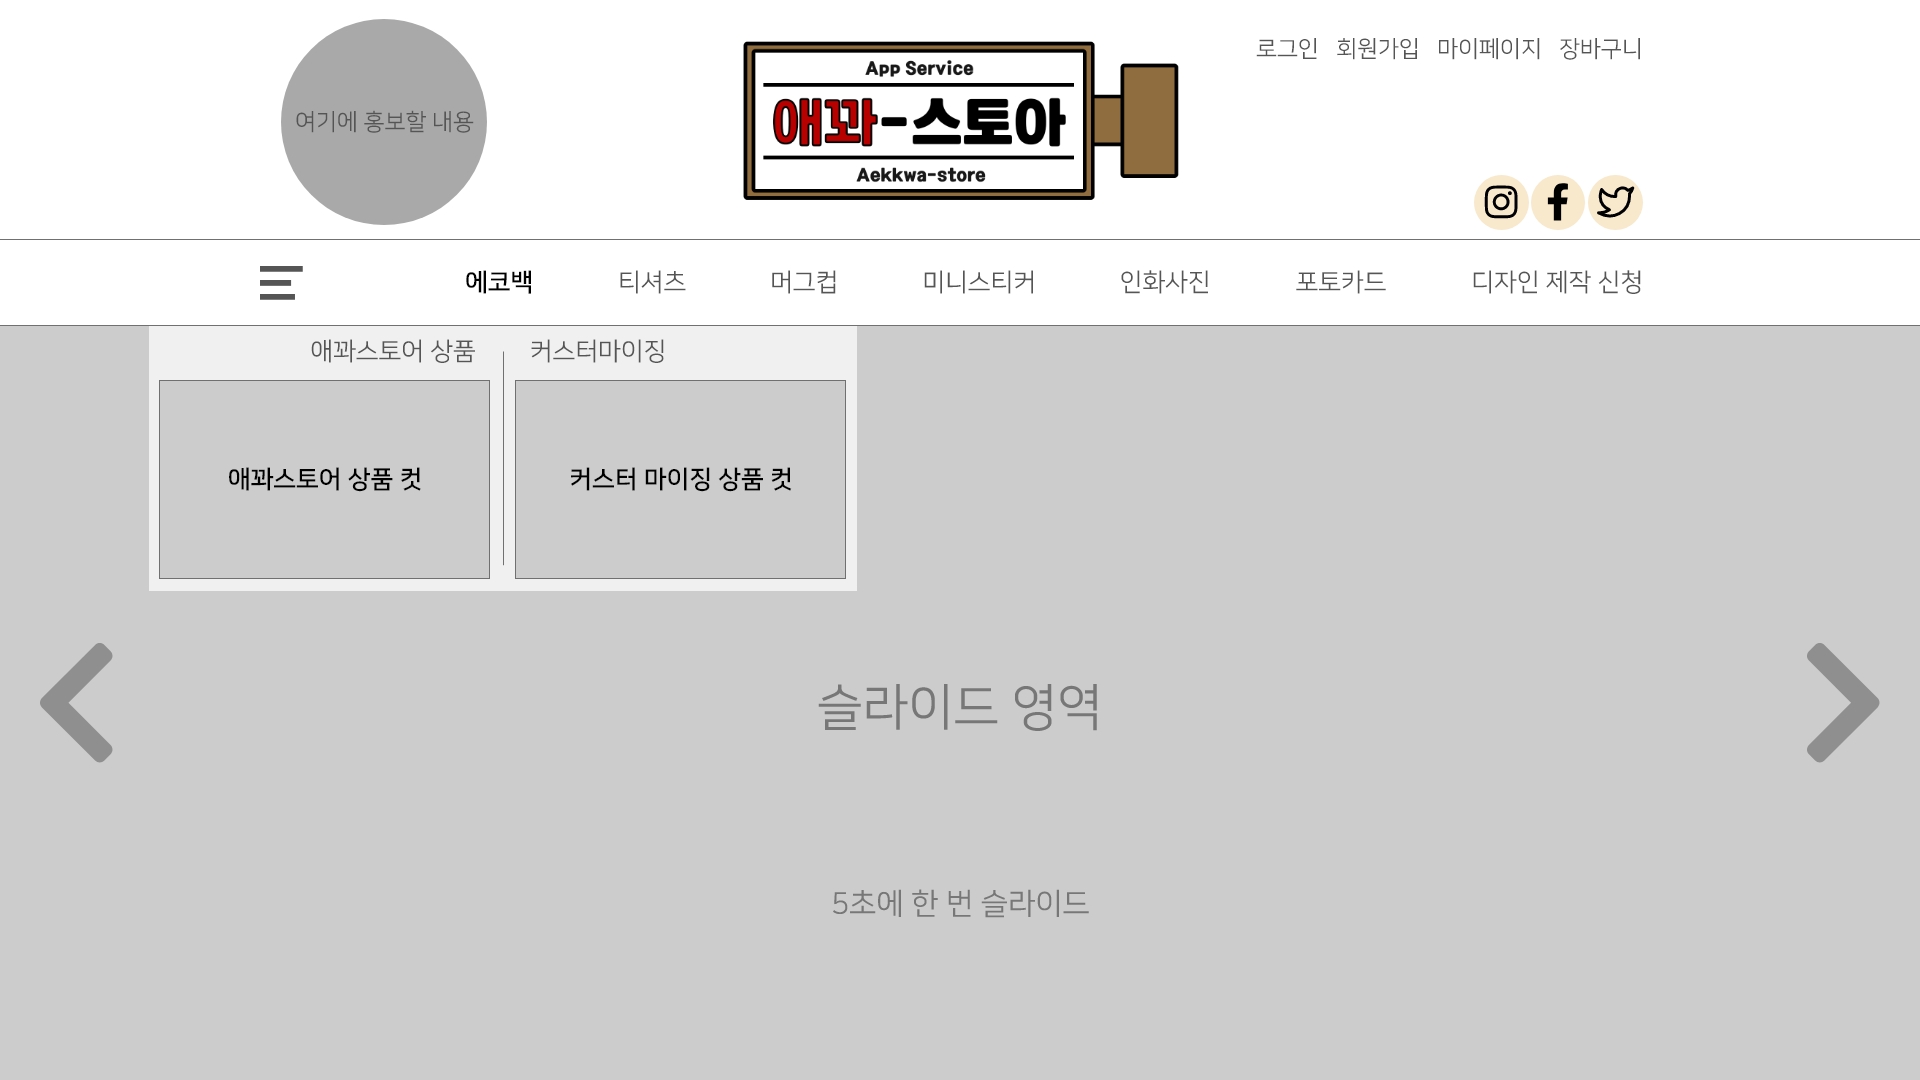 여기에 홍보할 내용
App Service
애꽈-스토아
Aekkwa-store
로그인 회원가입 마이페이지 장바구니
에코백 티셔츠 머그컵 미니스티커 인화사진 포토카드 디자인 제작 신청
애꽈스토어 상품 커스터마이징
애꽈스토어 상품 컷 커스터 마이징 상품 컷
슬라이드 영역
5초에 한 번 슬라이드